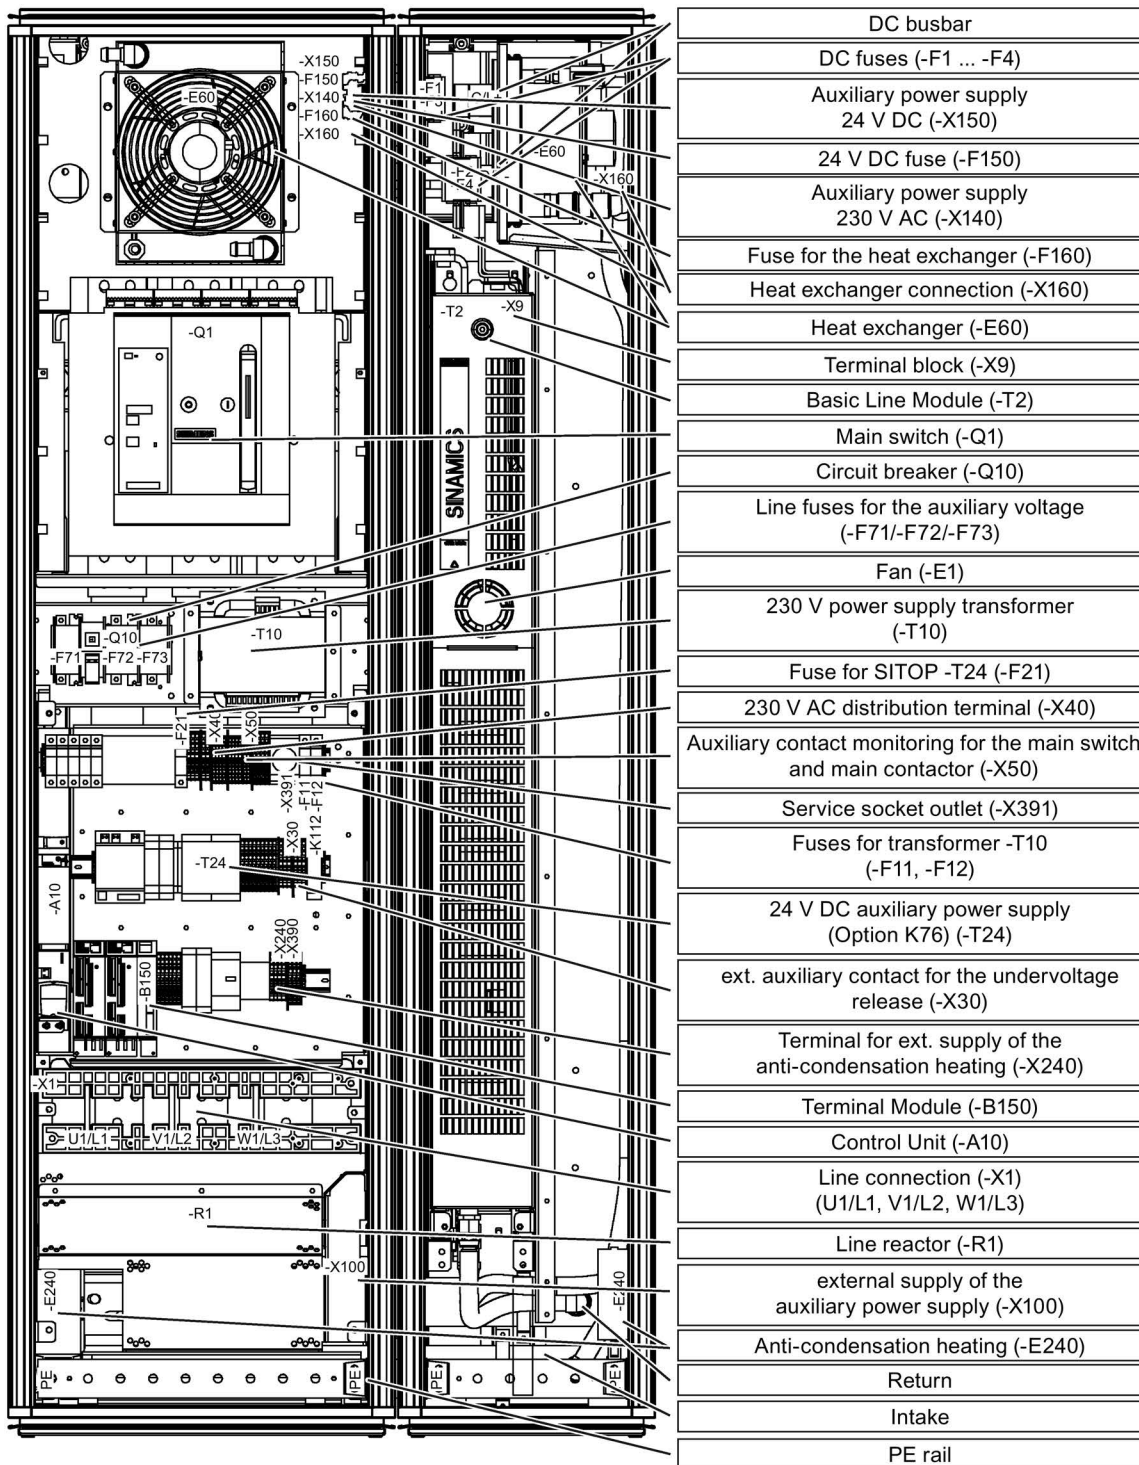 -X150
-F150
-E60
-X140
-F160
-X160
-F1
-E60
-F2
-F4
-X160
-Q1
SIEMENS
-T2
-X9
SINAMICS
-Q10
-F71
-F72
-F73
-T10
-F21
-X40
-X50
-X391
-F11
-F12
-X30
-K112
-T24
-A10
-X240
-X390
-B150
-X1
U1/L1
V1/L2
W1/L3
-R1
-X100
-E240
-E240
PE
PE
PE
PE
DC busbar
DC fuses (-F1 ... -F4)
Auxiliary power supply
24 V DC (-X150)
24 V DC fuse (-F150)
Auxiliary power supply
230 V AC (-X140)
Fuse for the heat exchanger (-F160)
Heat exchanger connection (-X160)
Heat exchanger (-E60)
Terminal block (-X9)
Basic Line Module (-T2)
Main switch (-Q1)
Circuit breaker (-Q10)
Line fuses for the auxiliary voltage
(-F71/-F72/-F73)
Fan (-E1)
230 V power supply transformer
(-T10)
Fuse for SITOP -T24 (-F21)
230 V AC distribution terminal (-X40)
Auxiliary contact monitoring for the main switch
and main contactor (-X50)
Service socket outlet (-X391)
Fuses for transformer -T10
(-F11, -F12)
24 V DC auxiliary power supply
(Option K76) (-T24)
ext. auxiliary contact for the undervoltage
release (-X30)
Terminal for ext. supply of the
anti-condensation heating (-X240)
Terminal Module (-B150)
Control Unit (-A10)
Line connection (-X1)
(U1/L1, V1/L2, W1/L3)
Line reactor (-R1)
external supply of the
auxiliary power supply (-X100)
Anti-condensation heating (-E240)
Return
Intake
PE rail